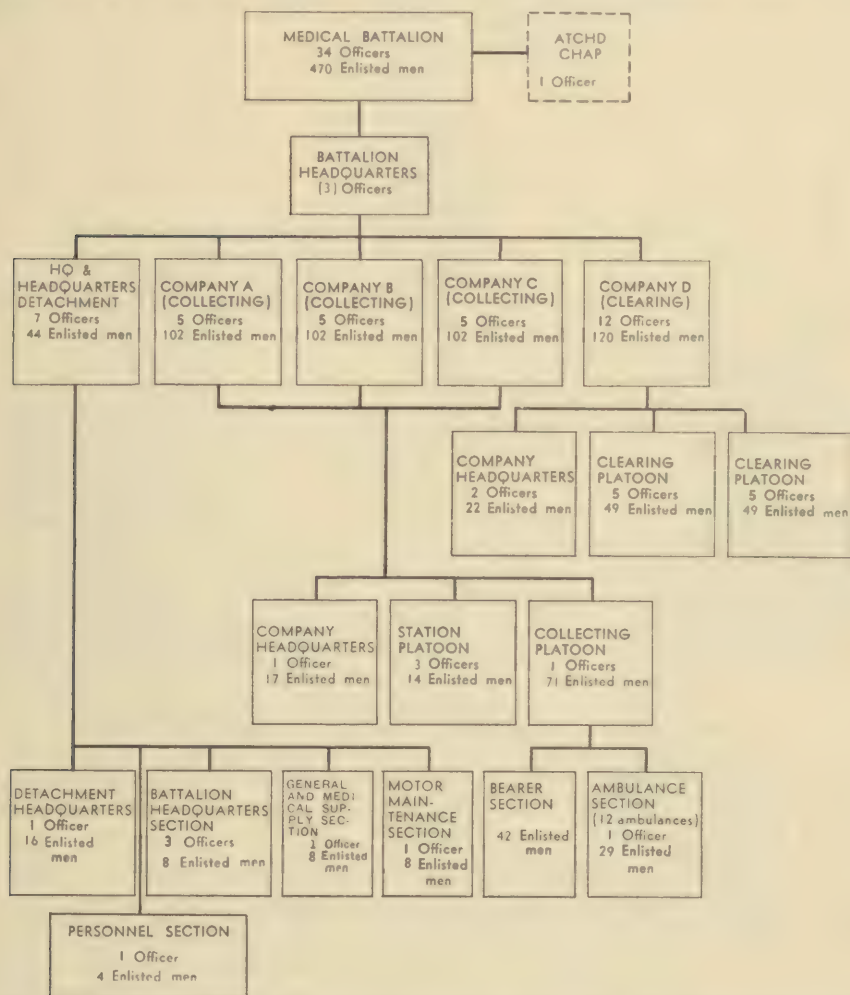 MEDICAL BATTALION
34 Officers
470 Enlisted men
ATCHD
CHAP
1 Officer
BATTALION
HEADQUARTERS
(3) Officers
HQ &
HEADQUARTERS
DETACHMENT
7 Officers
44 Enlisted men
COMPANY A
(COLLECTING)
5 Officers
102 Enlisted men
COMPANY B
(COLLECTING)
5 Officers
102 Enlisted men
COMPANY C
(COLLECTING)
5 Officers
102 Enlisted men
COMPANY D
(CLEARING)
12 Officers
120 Enlisted men
COMPANY
HEADQUARTERS
2 Officers
22 Enlisted men
CLEARING
PLATOON
5 Officers
49 Enlisted men
CLEARING
PLATOON
5 Officers
49 Enlisted men
COMPANY
HEADQUARTERS
1 Officer
17 Enlisted men
STATION
PLATOON
3 Officers
14 Enlisted men
COLLECTING
PLATOON
1 Officers
71 Enlisted men
DETACHMENT
HEADQUARTERS
1 Officer
16 Enlisted
men
BATTALION
HEADQUARTERS
SECTION
3 Officers
8 Enlisted men
GENERAL
AND MEDI
CAL SUP-
PLY SEC-
TION
1 Officer
8 Enlisted
men
MOTOR
MAIN-
TENANCE
SECTION
1 Officer
8 Enlisted
men
BEARER
SECTION
42 Enlisted
men
AMBULANCE
SECTION
(12 ambulances)
1 Officer
29 Enlisted
men
PERSONNEL SECTION
1 Officer
4 Enlisted men